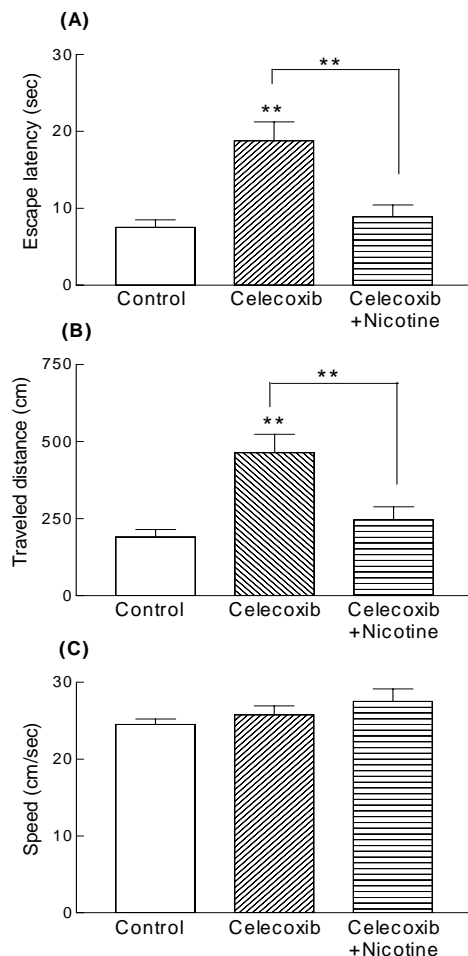 (A)
Escape latency (sec)
30
20
10
0
**
**
Control
Celecoxib
Celecoxib
+Nicotine
(B)
Traveled distance (cm)
750
500
250
0
**
**
Control
Celecoxib
Celecoxib
+Nicotine
(C)
Speed (cm/sec)
30
20
10
0
Control
Celecoxib
Celecoxib
+Nicotine